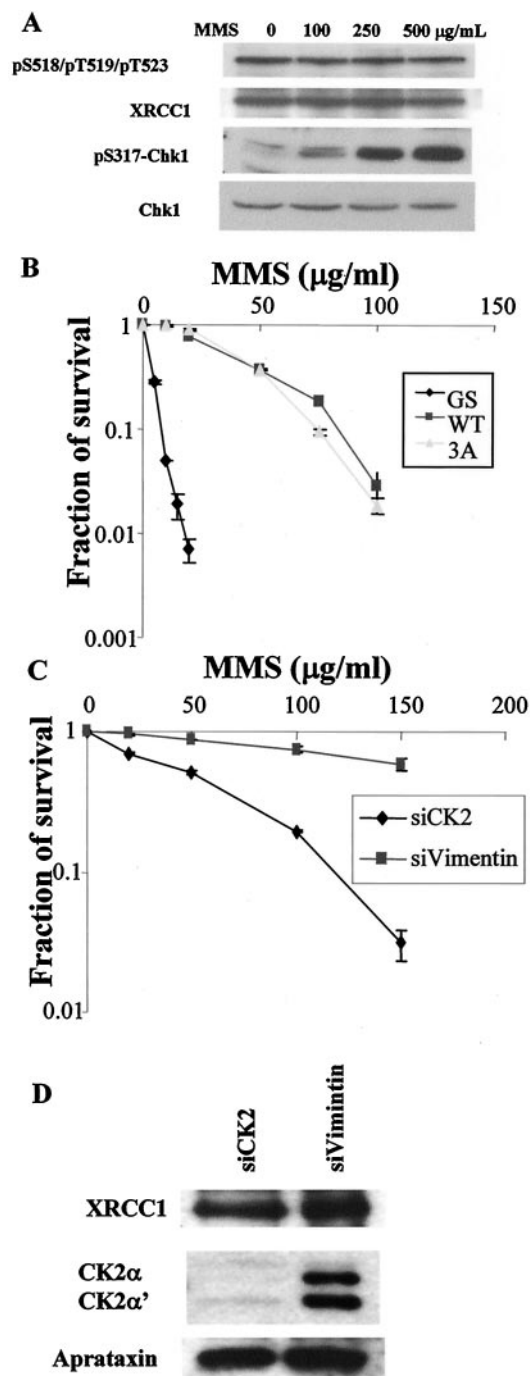 A
MMS 0 100 250 500 µg/mL
pS518/pT519/pT523
XRCC1
pS317-Chk1
Chk1
B
MMS (µg/ml)
0 50 100 150
1
0.1
0.01
0.001
Fraction of survival
GS
WT
3A
C
MMS (µg/ml)
0 50 100 150 200
1
0.1
0.01
Fraction of survival
siCK2
siVimentin
D
siCK2
siVimintin
XRCC1
CK2α
CK2α'
Aprataxin